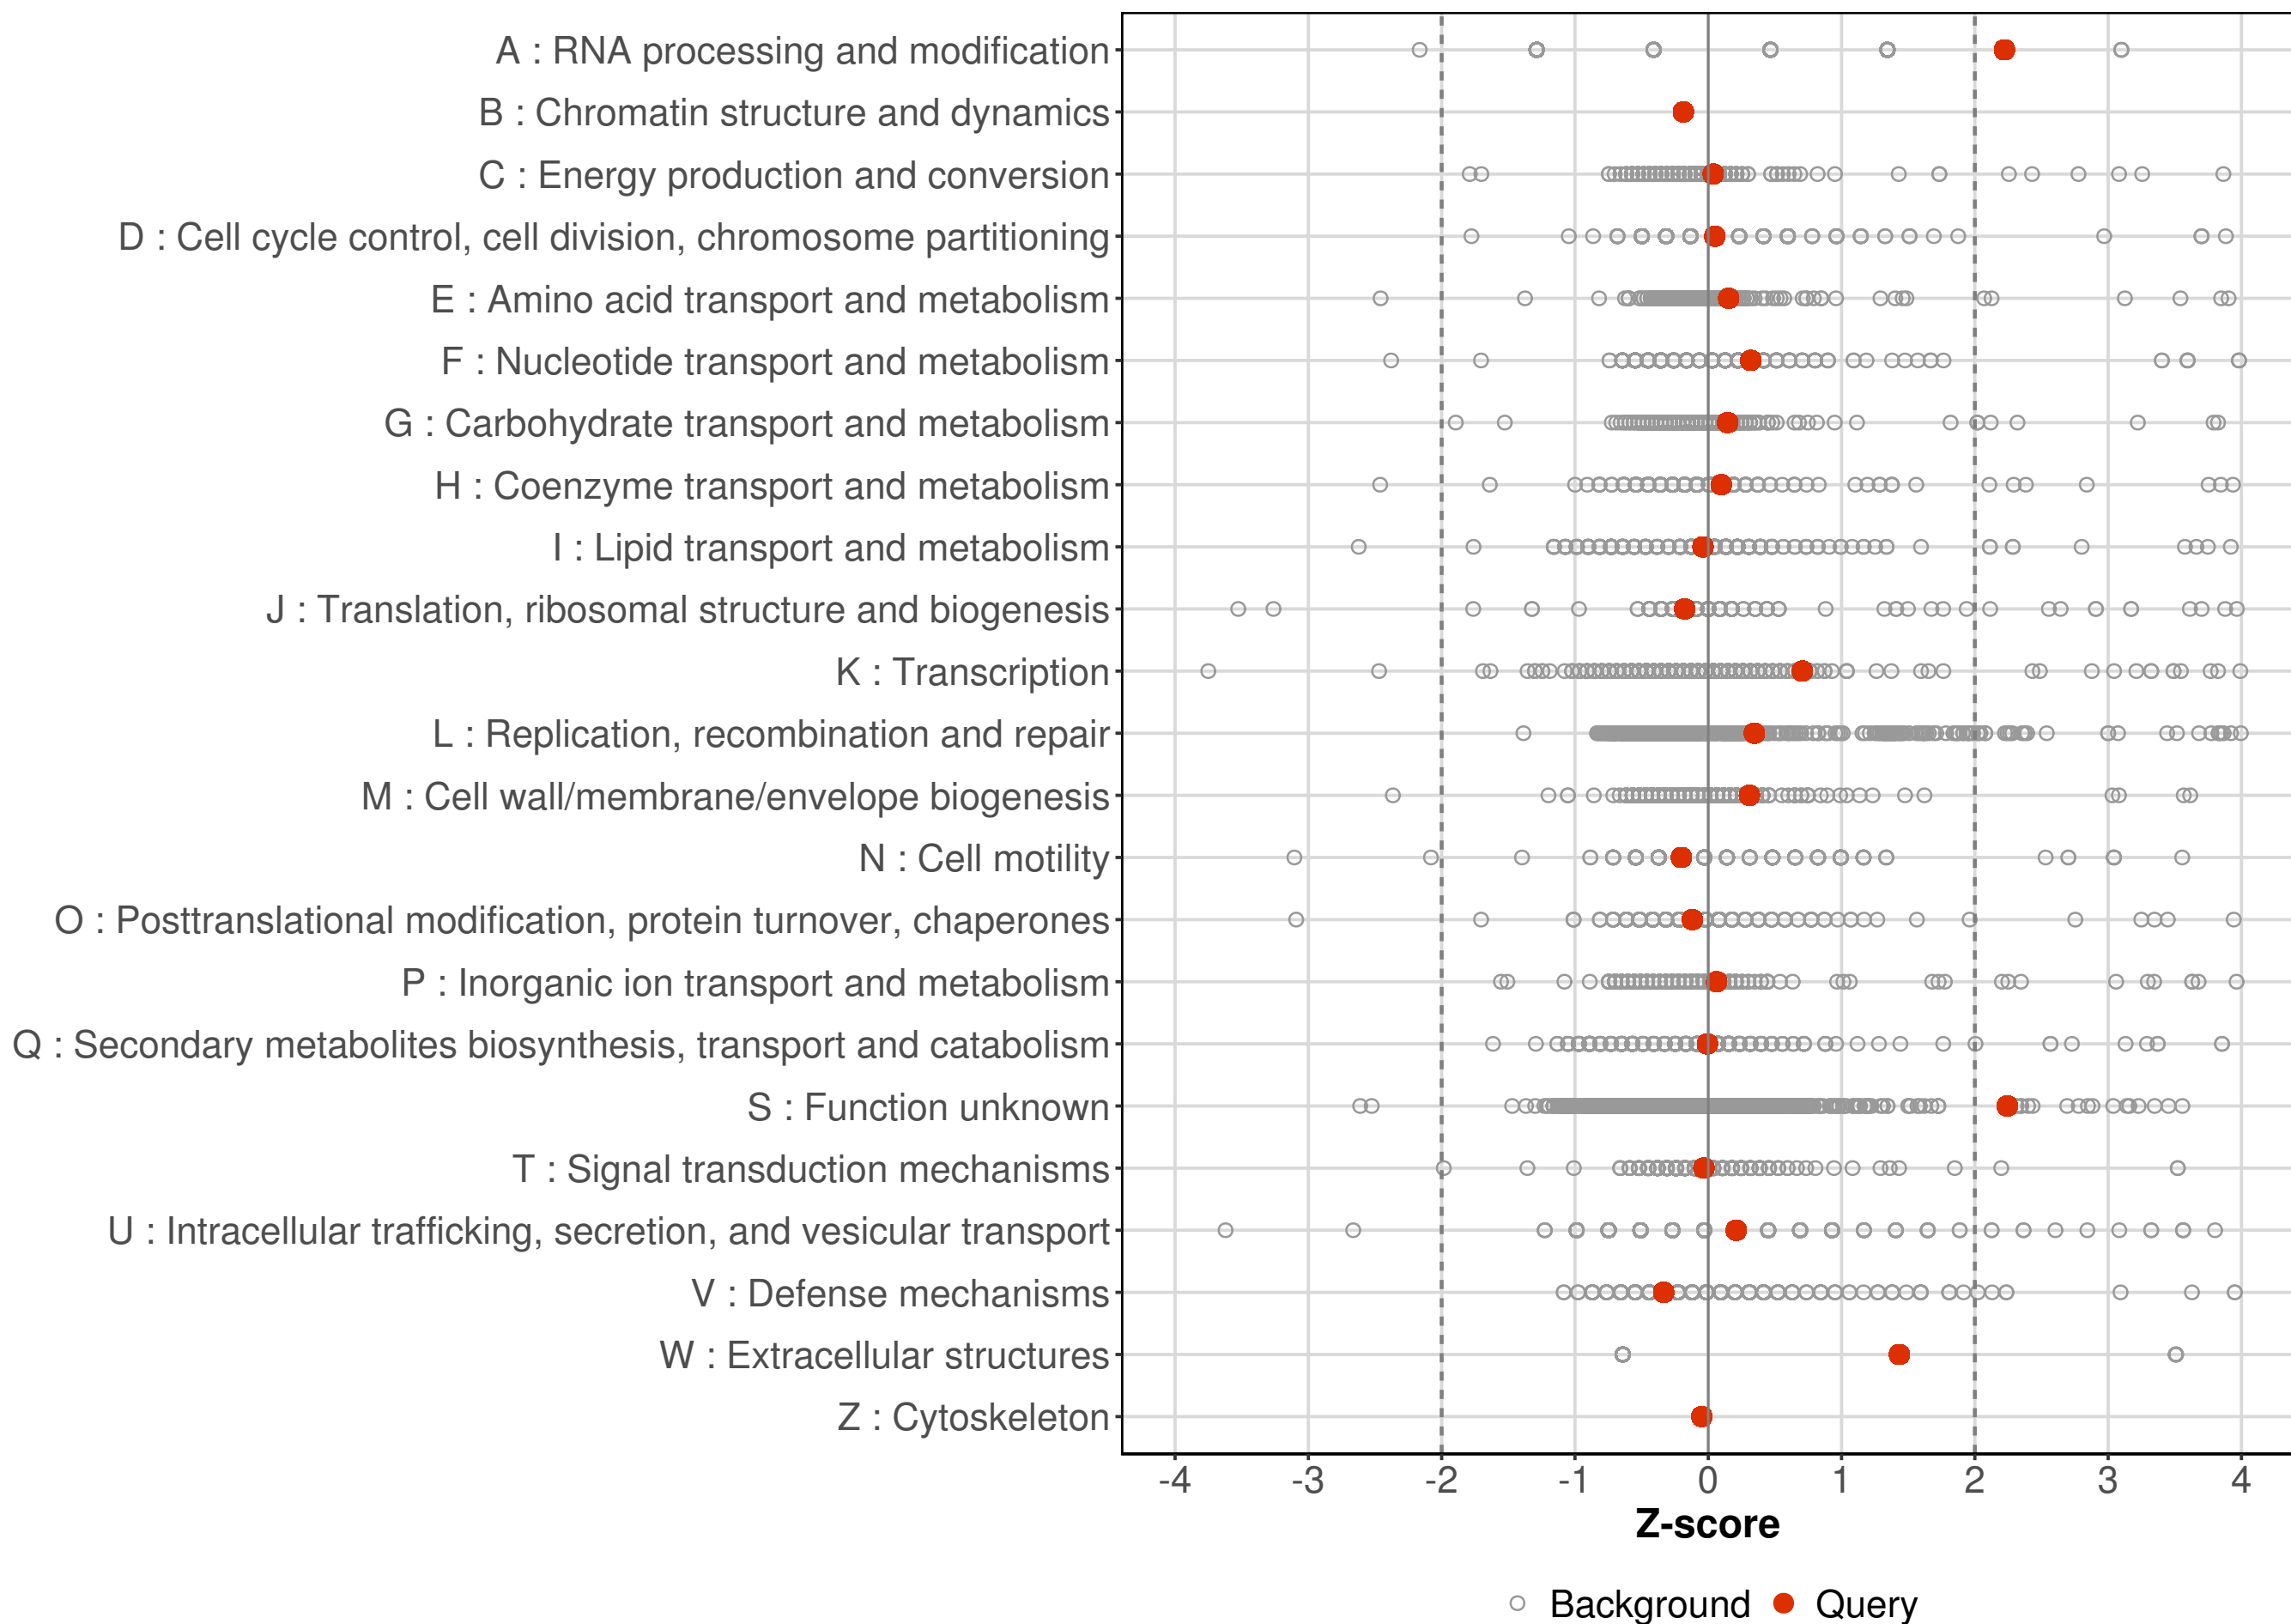 A : RNA processing and modification
B : Chromatin structure and dynamics
C : Energy production and conversion
D : Cell cycle control, cell division, chromosome partitioning
E : Amino acid transport and metabolism
F : Nucleotide transport and metabolism
G : Carbohydrate transport and metabolism
H : Coenzyme transport and metabolism
I : Lipid transport and metabolism
J : Translation, ribosomal structure and biogenesis
K : Transcription
L : Replication, recombination and repair
M : Cell wall/membrane/envelope biogenesis
N : Cell motility
O : Posttranslational modification, protein turnover, chaperones
P : Inorganic ion transport and metabolism
Q : Secondary metabolites biosynthesis, transport and catabolism
S : Function unknown
T : Signal transduction mechanisms
U : Intracellular trafficking, secretion, and vesicular transport
V : Defense mechanisms
W : Extracellular structures
Z : Cytoskeleton
-4 -3 -2 -1 0 1 2 3 4
Z-score
Background Query